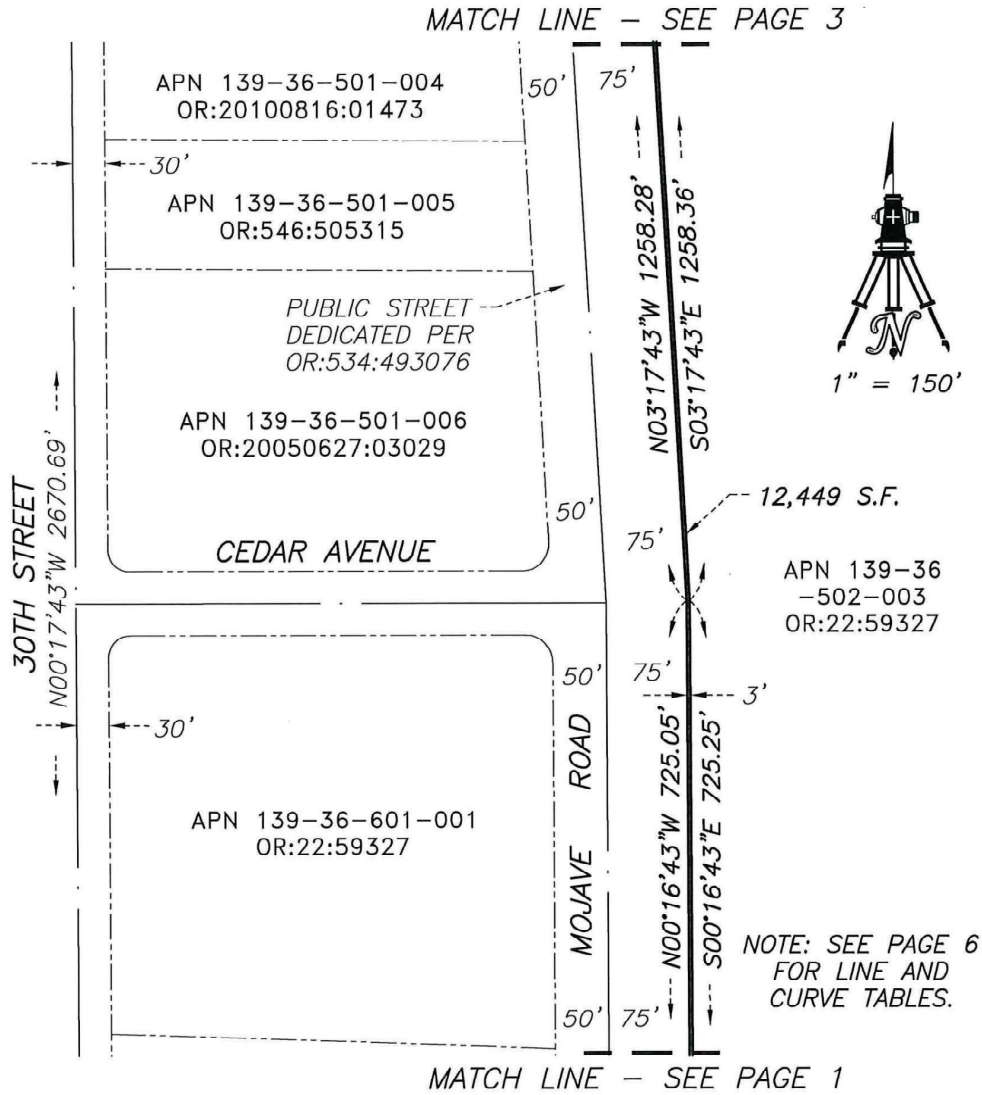 MATCH LINE – SEE PAGE 3
APN 139-36-501-004
OR:20100816:01473
50'
75'
30'
APN 139-36-501-005
OR:546:505315
PUBLIC STREET
DEDICATED PER
OR:534:493076
N03°17'43"W 1258.28'
S03°17'43"E 1258.36'
N
1" = 150'
APN 139-36-501-006
OR:20050627:03029
30TH STREET
N00°17'43"W 2670.69'
50'
12,449 S.F.
75'
CEDAR AVENUE
APN 139-36
-502-003
OR:22:59327
50'
75'
3'
30'
MOJAVE ROAD
N00°16'43"W 725.05'
S00°16'43"E 725.25'
APN 139-36-601-001
OR:22:59327
NOTE: SEE PAGE 6
FOR LINE AND
CURVE TABLES.
50'
75'
MATCH LINE – SEE PAGE 1